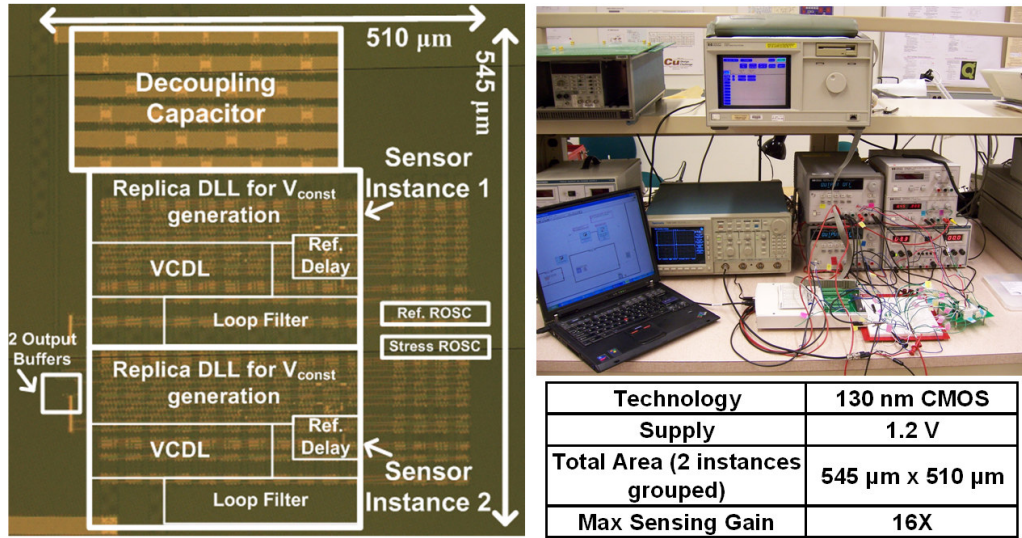 510 µm
545 µm
Decoupling
Capacitor
Sensor
Instance 1
Replica DLL for Vconst
generation
Ref.
Delay
VCDL
Loop Filter
Ref. ROSC
Stress ROSC
2 Output
Buffers
Replica DLL for Vconst
generation
Ref.
Delay
VCDL
Sensor
Instance 2
Loop Filter
Cu
Technology 130 nm CMOS
Supply 1.2 V
Total Area (2 instances
grouped) 545 µm x 510 µm
Max Sensing Gain 16X